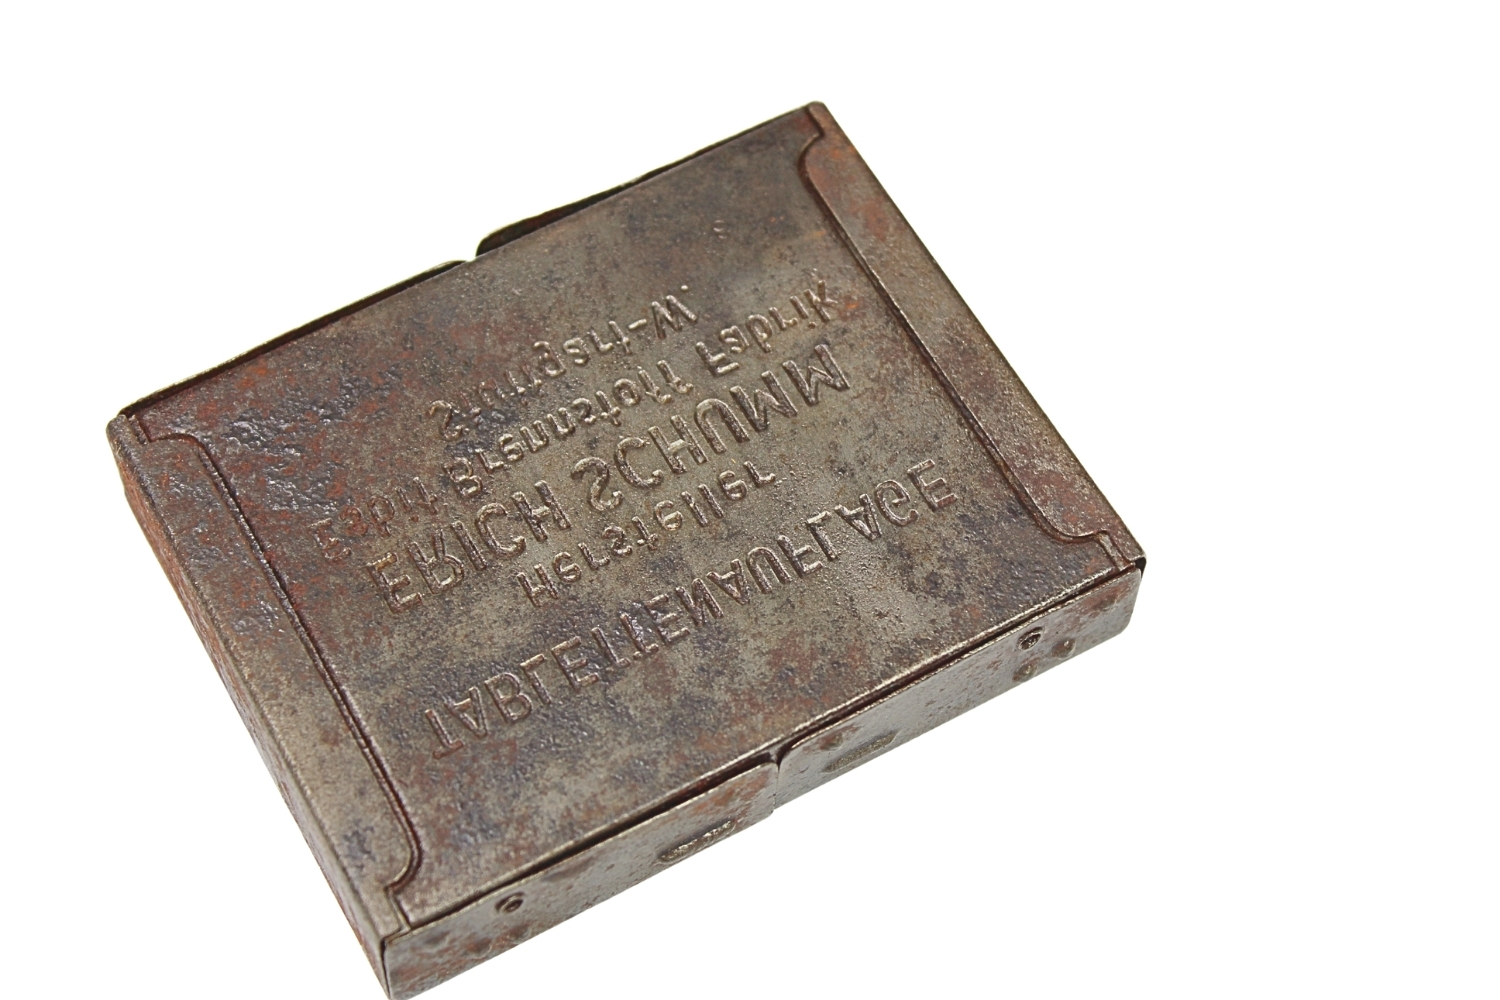 TABLETTENAUFLAGE
Hersteller
ERICH SCHUMM
Esbit Brennstoff Fabrik
Stuttgart-W.